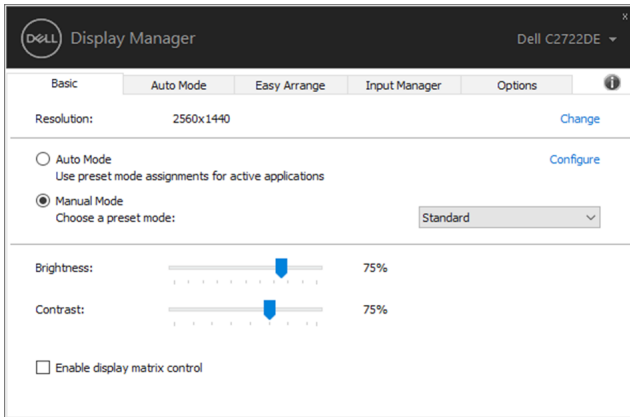 x
DELL Display Manager Dell C2722DE
Basic Auto Mode Easy Arrange Input Manager Options i
Resolution: 2560x1440 Change
Auto Mode Configure
Use preset mode assignments for active applications
Manual Mode
Choose a preset mode: Standard
Brightness: 75%
Contrast: 75%
Enable display matrix control